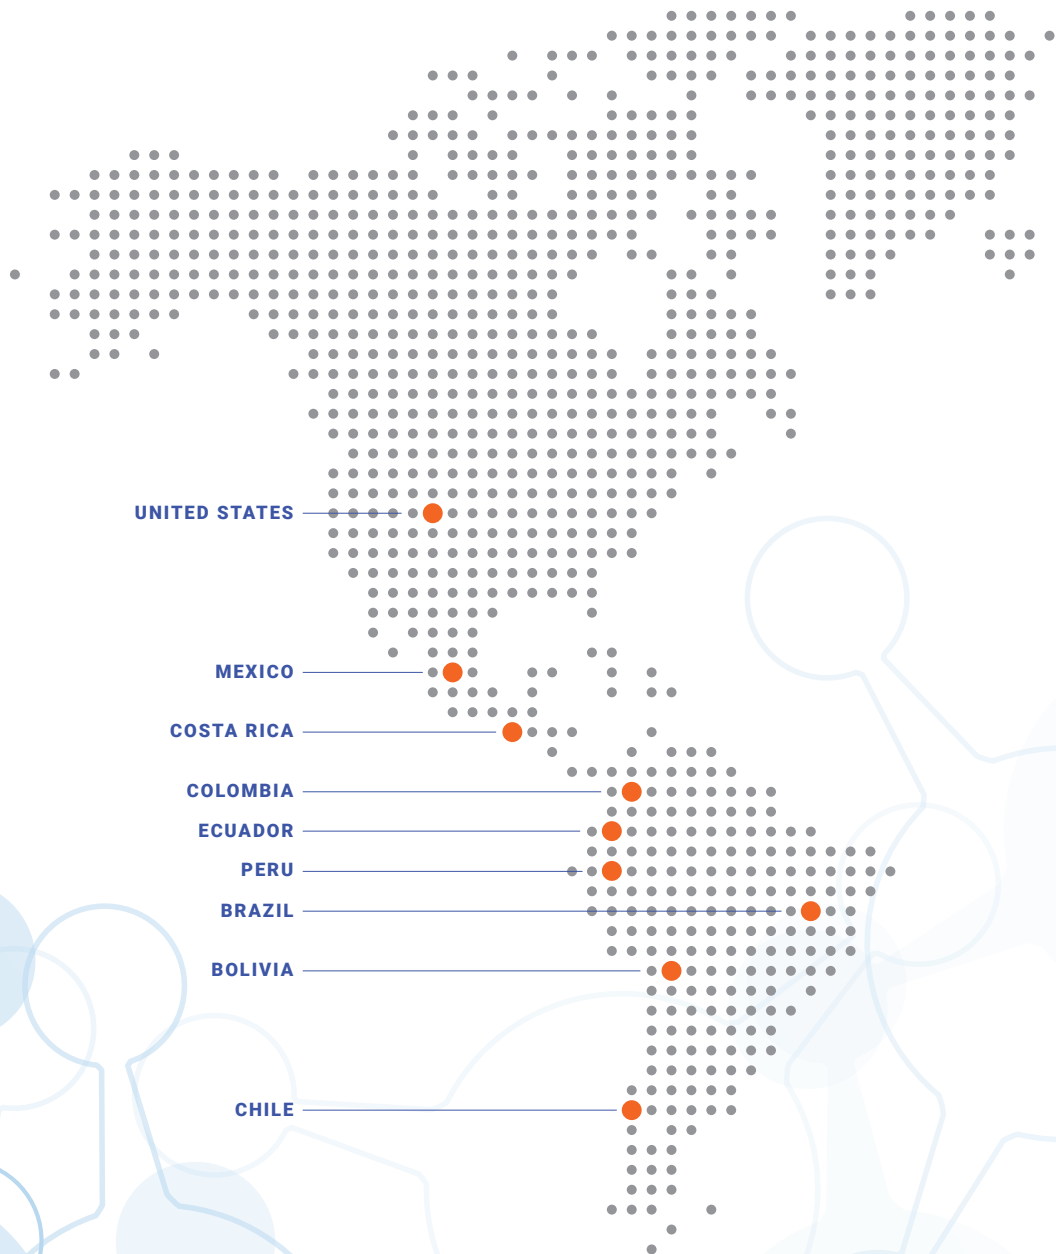 UNITED STATES
MEXICO
COSTA RICA
COLOMBIA
ECUADOR
PERU
BRAZIL
BOLIVIA
CHILE